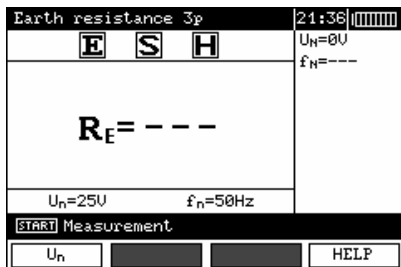 Earth resistance 3p 21:36
E S H
UN=0V
fN=---
RE= ---
Un=25V fn=50Hz
START Measurement
Un HELP